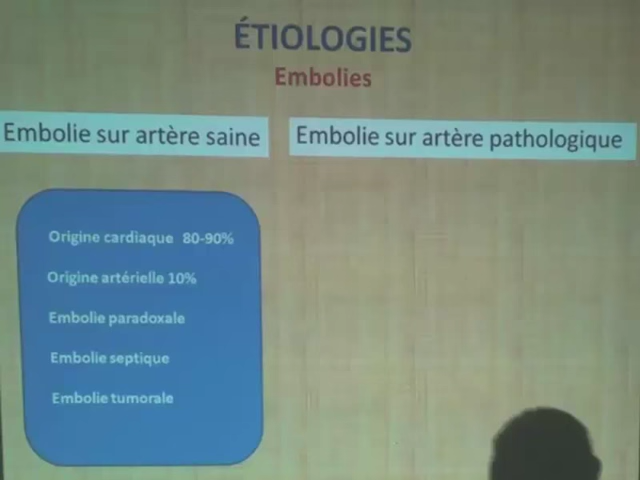 ÉTIOLOGIES
Embolies
Embolie sur artère saine
Embolie sur artère pathologique
Origine cardiaque 80-90%
Origine artérielle 10%
Embolie paradoxale
Embolie septique
Embolie tumorale